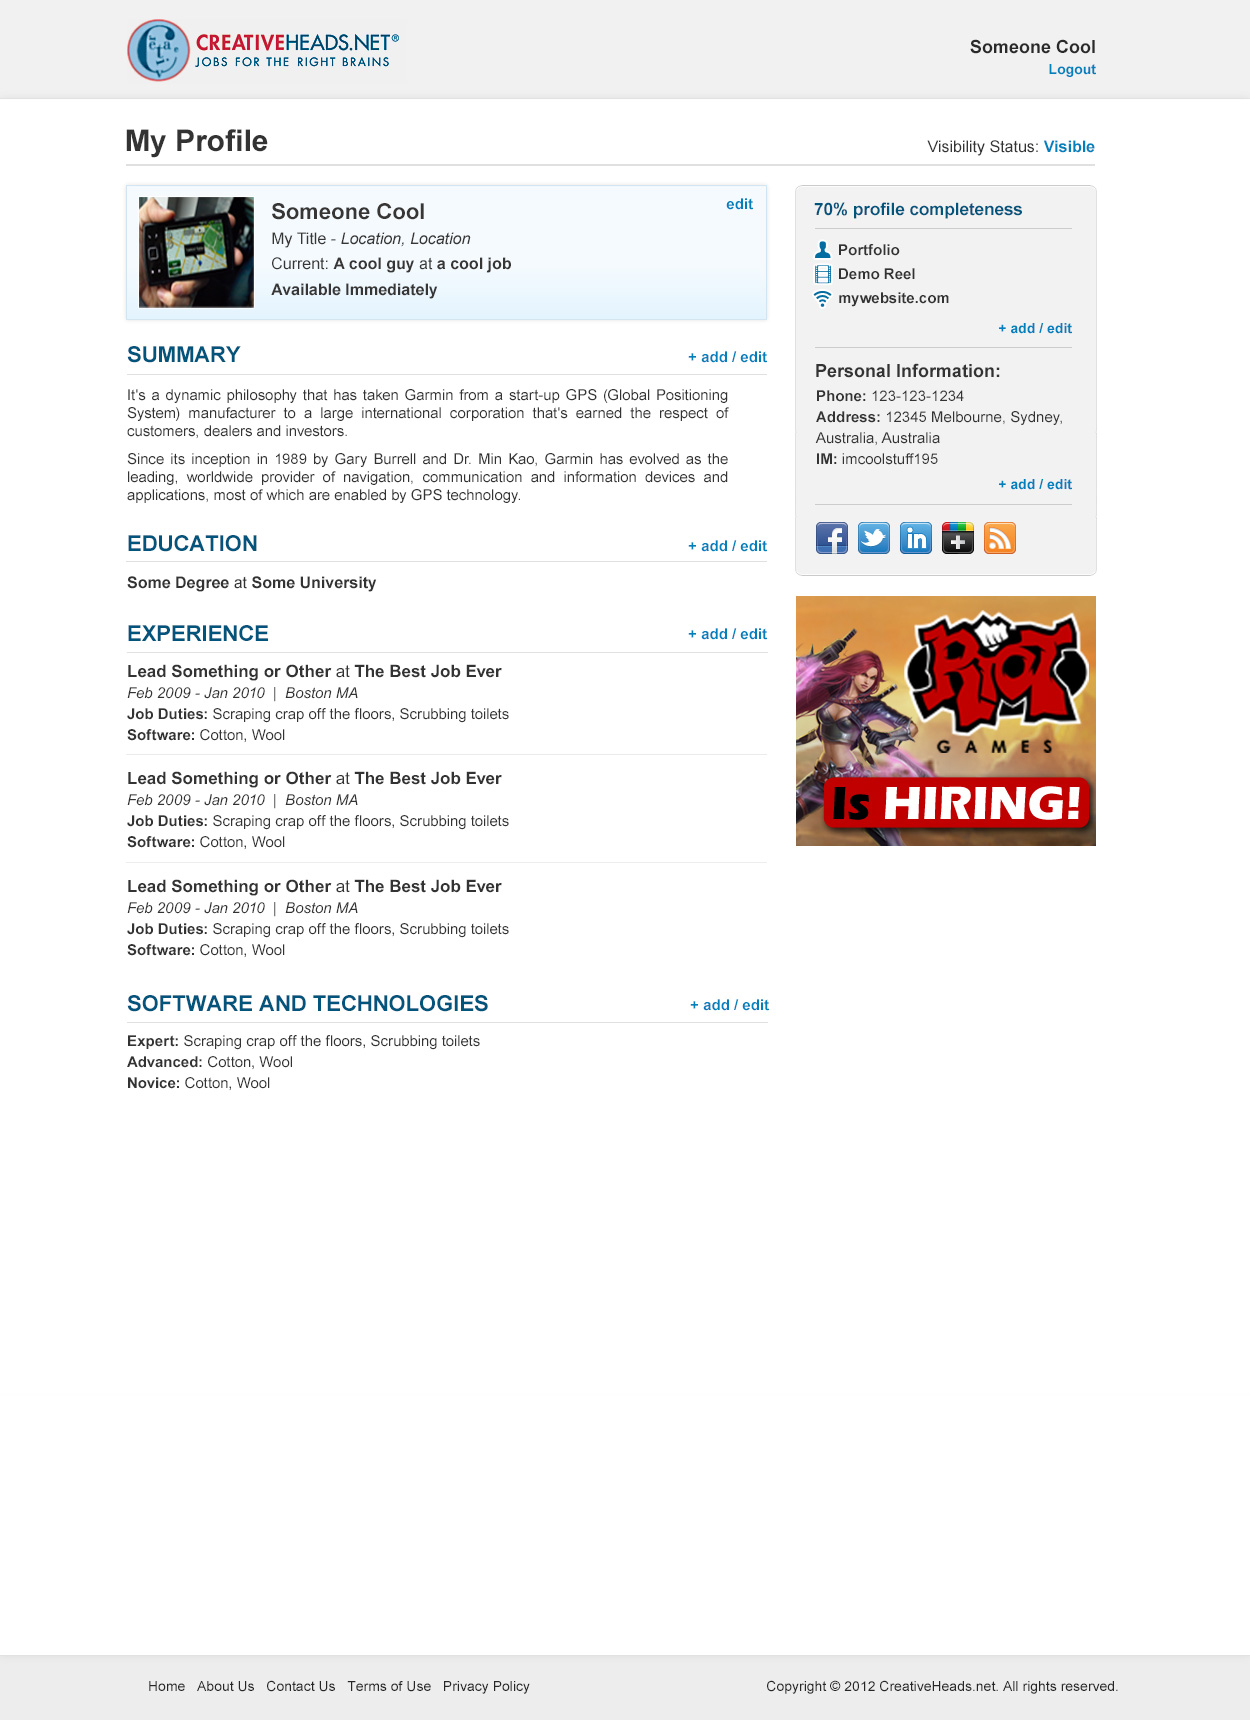 CREATIVEHEADS.NET®
JOBS FOR THE RIGHT BRAINS
Someone Cool
Logout
My Profile
Visibility Status: Visible
Someone Cool
edit
My Title - Location, Location
Current: A cool guy at a cool job
Available Immediately
SUMMARY
+ add / edit
It's a dynamic philosophy that has taken Garmin from a start-up GPS (Global Positioning
System) manufacturer to a large international corporation that's earned the respect of
customers, dealers and investors.
Since its inception in 1989 by Gary Burrell and Dr. Min Kao, Garmin has evolved as the
leading, worldwide provider of navigation, communication and information devices and
applications, most of which are enabled by GPS technology.
EDUCATION
+ add / edit
Some Degree at Some University
EXPERIENCE
+ add / edit
Lead Something or Other at The Best Job Ever
Feb 2009 - Jan 2010 | Boston MA
Job Duties: Scraping crap off the floors, Scrubbing toilets
Software: Cotton, Wool
Lead Something or Other at The Best Job Ever
Feb 2009 - Jan 2010 | Boston MA
Job Duties: Scraping crap off the floors, Scrubbing toilets
Software: Cotton, Wool
Lead Something or Other at The Best Job Ever
Feb 2009 - Jan 2010 | Boston MA
Job Duties: Scraping crap off the floors, Scrubbing toilets
Software: Cotton, Wool
SOFTWARE AND TECHNOLOGIES
+ add / edit
Expert: Scraping crap off the floors, Scrubbing toilets
Advanced: Cotton, Wool
Novice: Cotton, Wool
70% profile completeness
Portfolio
Demo Reel
mywebsite.com
+ add / edit
Personal Information:
Phone: 123-123-1234
Address: 12345 Melbourne, Sydney,
Australia, Australia
IM: imcoolstuff195
+ add / edit
RIOT
GAMES
Is HIRING!
Home About Us Contact Us Terms of Use Privacy Policy
Copyright © 2012 CreativeHeads.net. All rights reserved.